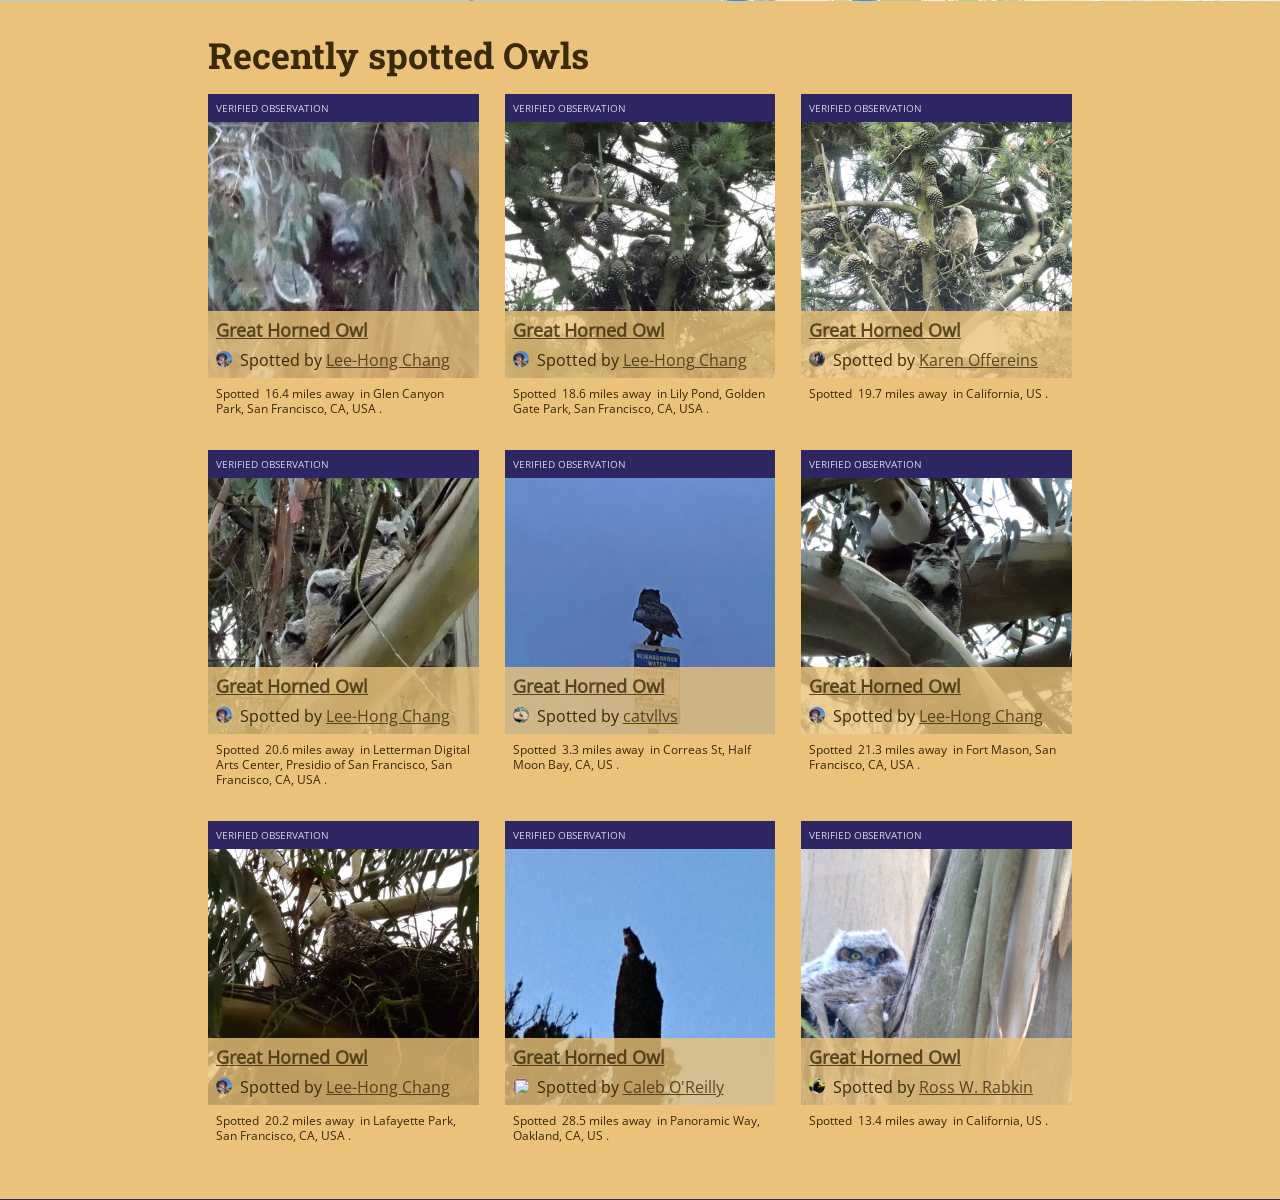 Recently spotted Owls
VERIFIED OBSERVATION
Great Horned Owl
Spotted by Lee-Hong Chang
Spotted 16.4 miles away in Glen Canyon
Park, San Francisco, CA, USA .
VERIFIED OBSERVATION
Great Horned Owl
Spotted by Lee-Hong Chang
Spotted 18.6 miles away in Lily Pond, Golden
Gate Park, San Francisco, CA, USA .
VERIFIED OBSERVATION
Great Horned Owl
Spotted by Karen Offereins
Spotted 19.7 miles away in California, US .
VERIFIED OBSERVATION
Great Horned Owl
Spotted by Lee-Hong Chang
Spotted 20.6 miles away in Letterman Digital
Arts Center, Presidio of San Francisco, San
Francisco, CA, USA .
VERIFIED OBSERVATION
NEIGHBORHOOD
WATCH
Great Horned Owl
Spotted by catvllvs
Spotted 3.3 miles away in Correas St, Half
Moon Bay, CA, US .
VERIFIED OBSERVATION
Great Horned Owl
Spotted by Lee-Hong Chang
Spotted 21.3 miles away in Fort Mason, San
Francisco, CA, USA .
VERIFIED OBSERVATION
Great Horned Owl
Spotted by Lee-Hong Chang
Spotted 20.2 miles away in Lafayette Park,
San Francisco, CA, USA .
VERIFIED OBSERVATION
Great Horned Owl
Spotted by Caleb O'Reilly
Spotted 28.5 miles away in Panoramic Way,
Oakland, CA, US .
VERIFIED OBSERVATION
Great Horned Owl
Spotted by Ross W. Rabkin
Spotted 13.4 miles away in California, US .